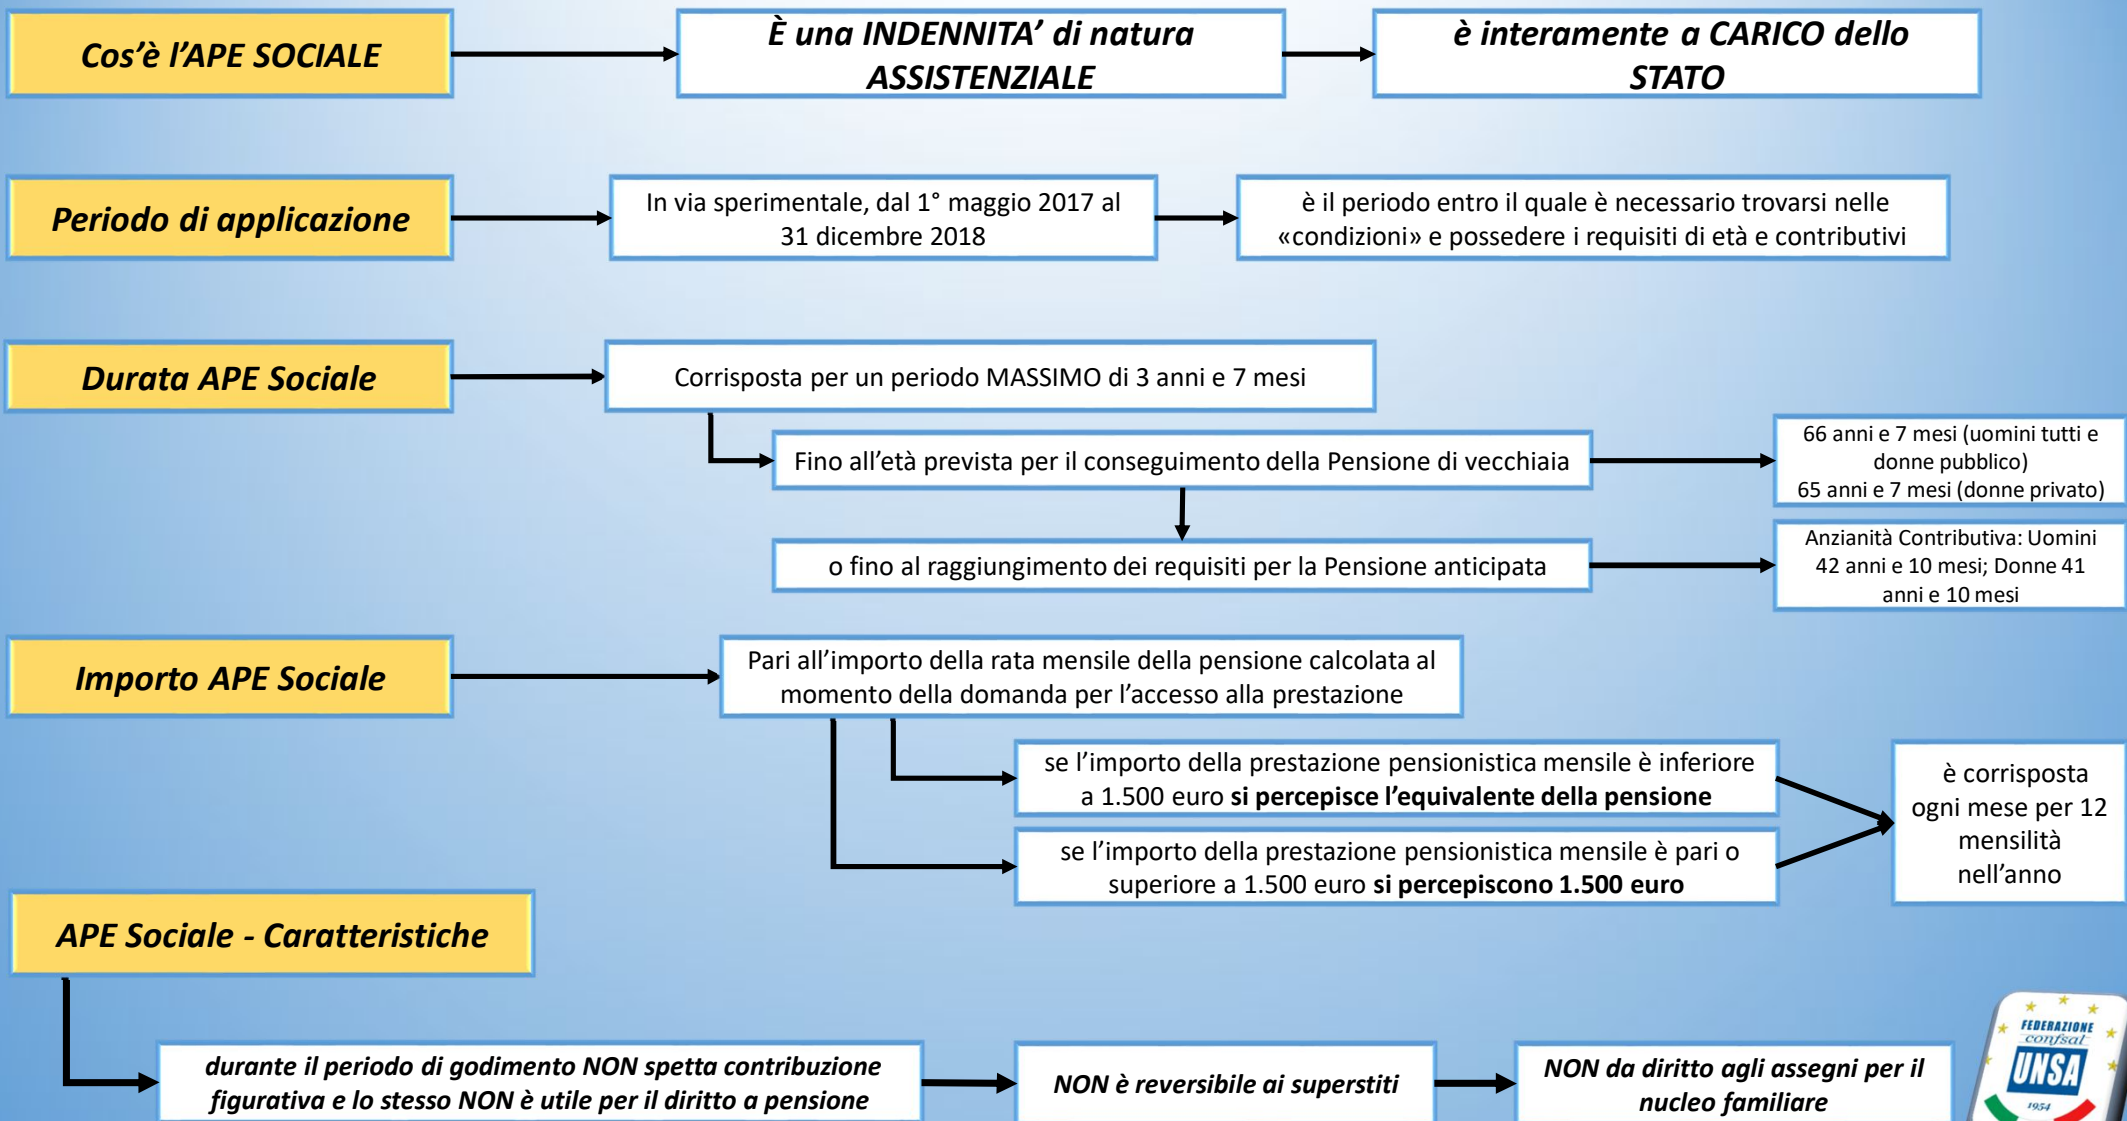 Cos’è l’APE SOCIALE
È una INDENNITA’ di natura
ASSISTENZIALE
è interamente a CARICO dello
STATO
Periodo di applicazione
In via sperimentale, dal 1° maggio 2017 al
31 dicembre 2018
è il periodo entro il quale è necessario trovarsi nelle
«condizioni» e possedere i requisiti di età e contributivi
Durata APE Sociale
Corrisposta per un periodo MASSIMO di 3 anni e 7 mesi
Fino all’età prevista per il conseguimento della Pensione di vecchiaia
66 anni e 7 mesi (uomini tutti e
donne pubblico)
65 anni e 7 mesi (donne privato)
o fino al raggiungimento dei requisiti per la Pensione anticipata
Anzianità Contributiva: Uomini
42 anni e 10 mesi; Donne 41
anni e 10 mesi
Importo APE Sociale
Pari all’importo della rata mensile della pensione calcolata al
momento della domanda per l’accesso alla prestazione
se l’importo della prestazione pensionistica mensile è inferiore
a 1.500 euro si percepisce l’equivalente della pensione
se l’importo della prestazione pensionistica mensile è pari o
superiore a 1.500 euro si percepiscono 1.500 euro
è corrisposta
ogni mese per 12
mensilità
nell’anno
APE Sociale - Caratteristiche
durante il periodo di godimento NON spetta contribuzione
figurativa e lo stesso NON è utile per il diritto a pensione
NON è reversibile ai superstiti
NON da diritto agli assegni per il
nucleo familiare
FEDERAZIONE
confsal
UNSA
1954